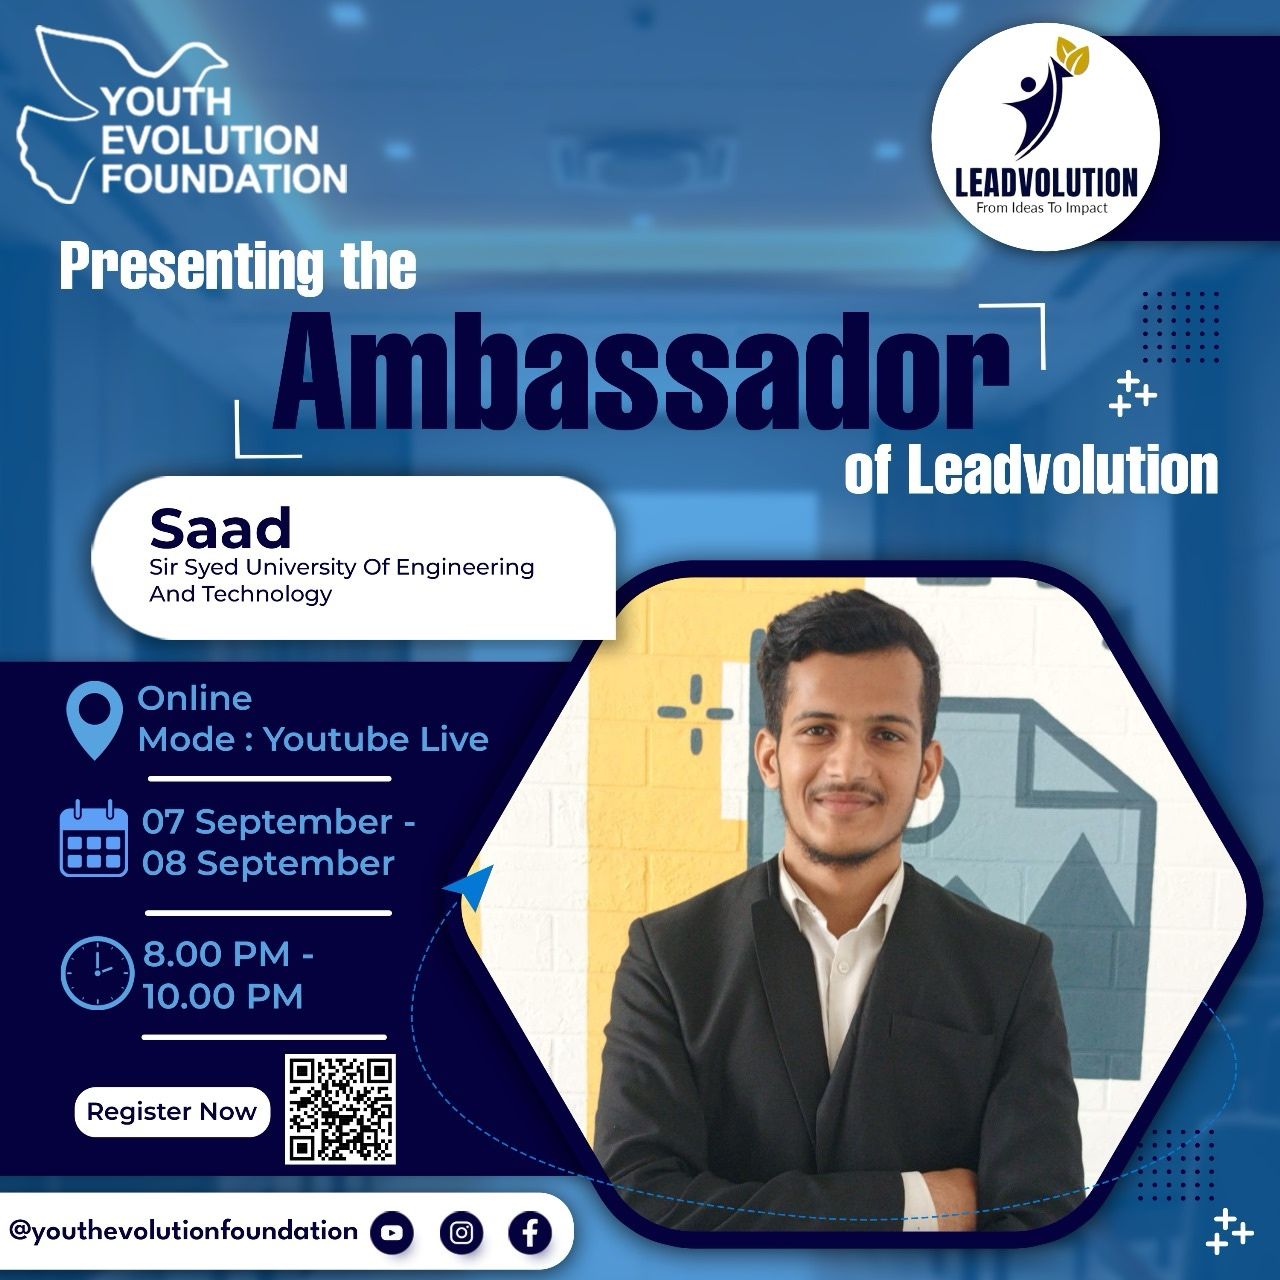 YOUTH
EVOLUTION
FOUNDATION
LEADVOLUTION
From Ideas To Impact
Presenting the
Ambassador
of Leadvolution
Saad
Sir Syed University Of Engineering
And Technology
Online
Mode : Youtube Live
07 September -
08 September
8.00 PM -
10.00 PM
Register Now
@youthevolutionfoundation